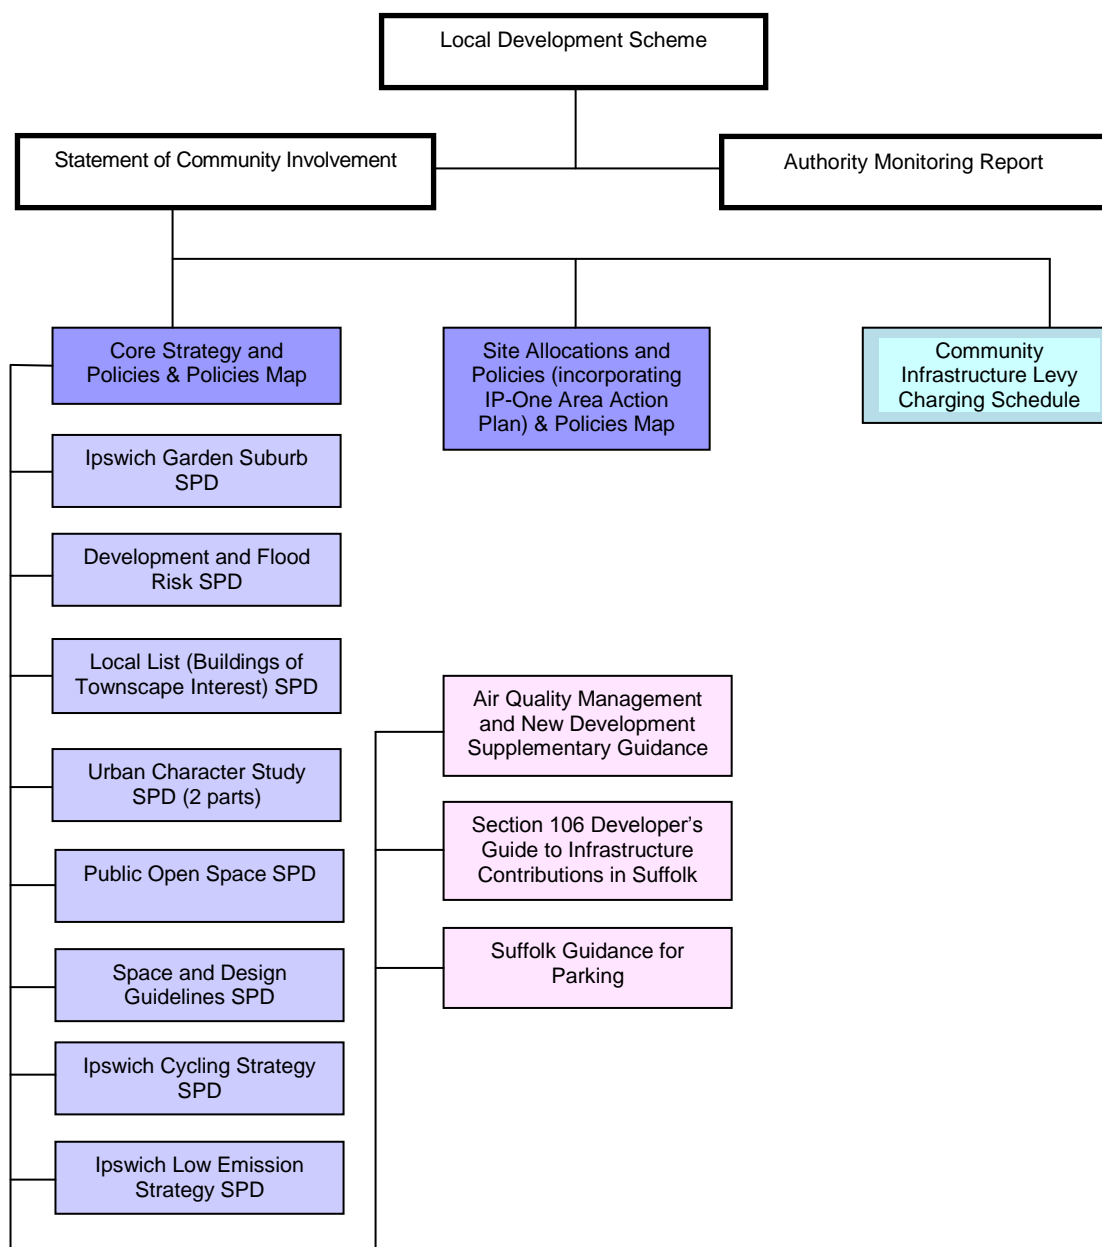 Local Development Scheme
Statement of Community Involvement
Authority Monitoring Report
Core Strategy and
Policies & Policies Map
Site Allocations and
Policies (incorporating
IP-One Area Action
Plan) & Policies Map
Community
Infrastructure Levy
Charging Schedule
Ipswich Garden Suburb
SPD
Development and Flood
Risk SPD
Local List (Buildings of
Townscape Interest) SPD
Urban Character Study
SPD (2 parts)
Public Open Space SPD
Space and Design
Guidelines SPD
Ipswich Cycling Strategy
SPD
Ipswich Low Emission
Strategy SPD
Air Quality Management
and New Development
Supplementary Guidance
Section 106 Developer’s
Guide to Infrastructure
Contributions in Suffolk
Suffolk Guidance for
Parking